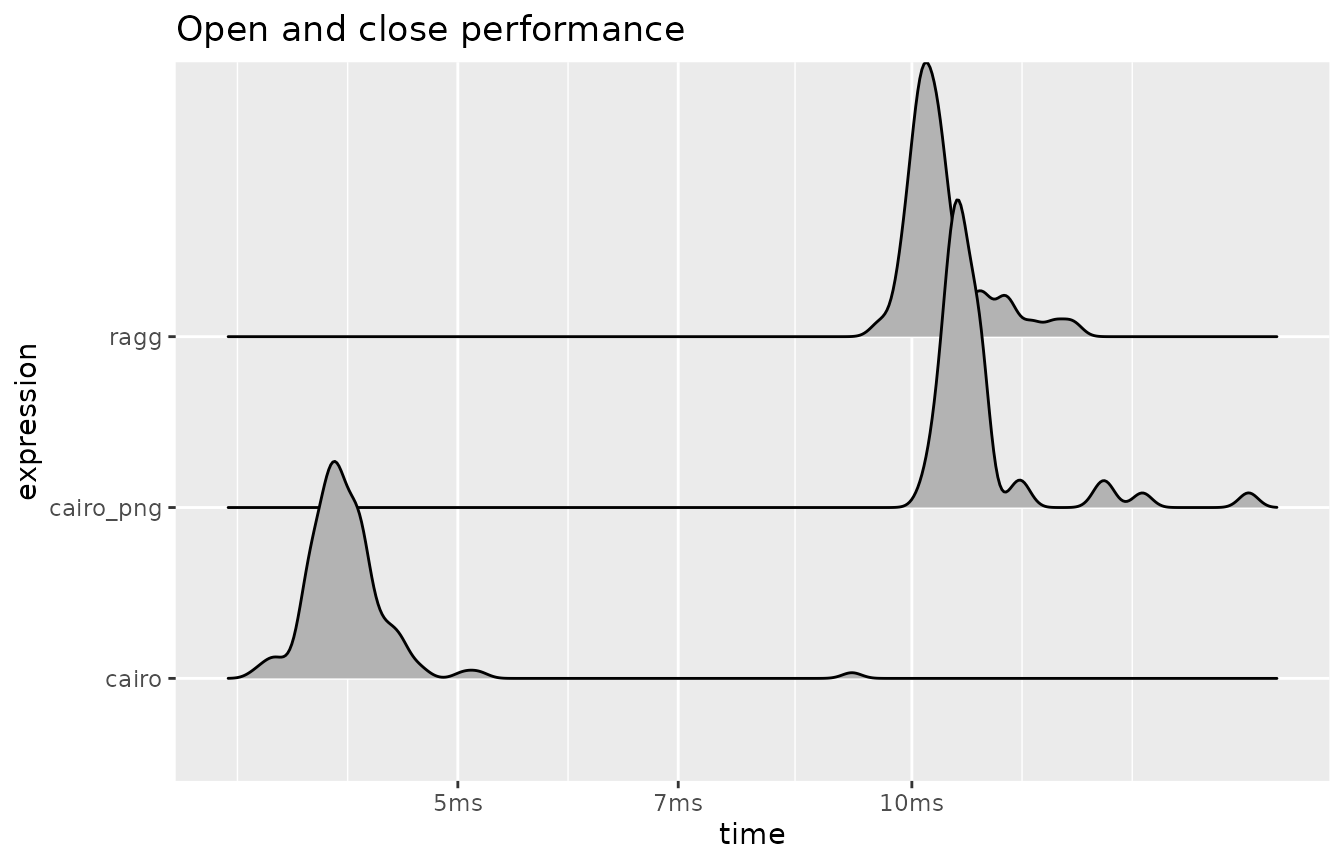 Open and close performance
expression
ragg
cairo_png
cairo
5ms 7ms 10ms
time